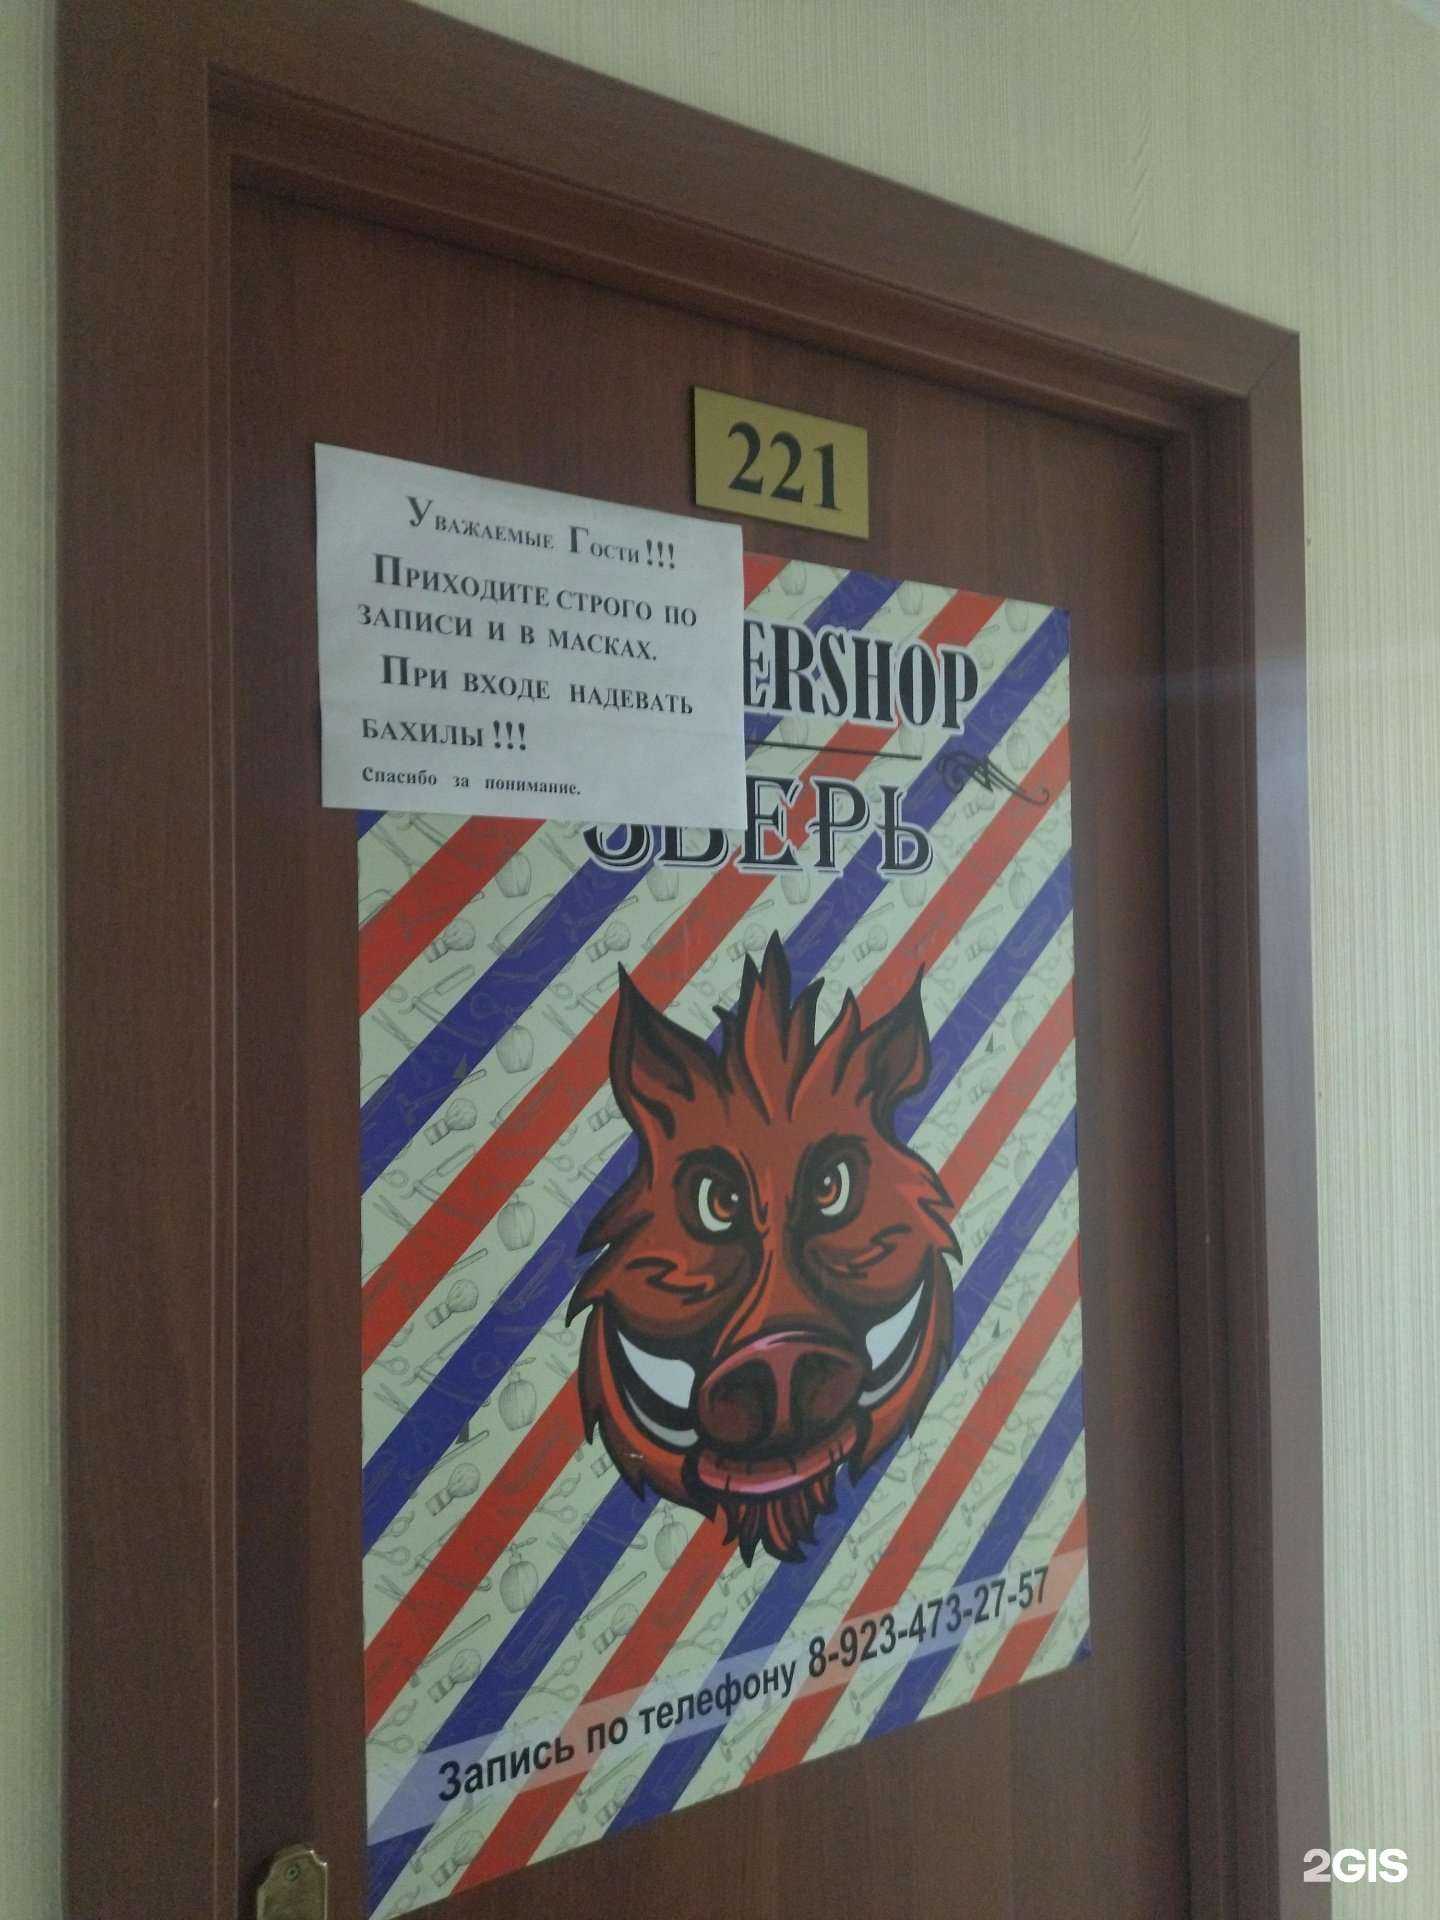 221
Уважаемые Гости!!!
Приходите строго по
записи и в масках.
При входе надевать
бахилы!!!
Спасибо за понимание.
ERSHOP
ЗВЕРЬ
Запись по телефону 8-923-473-27-57
2GIS